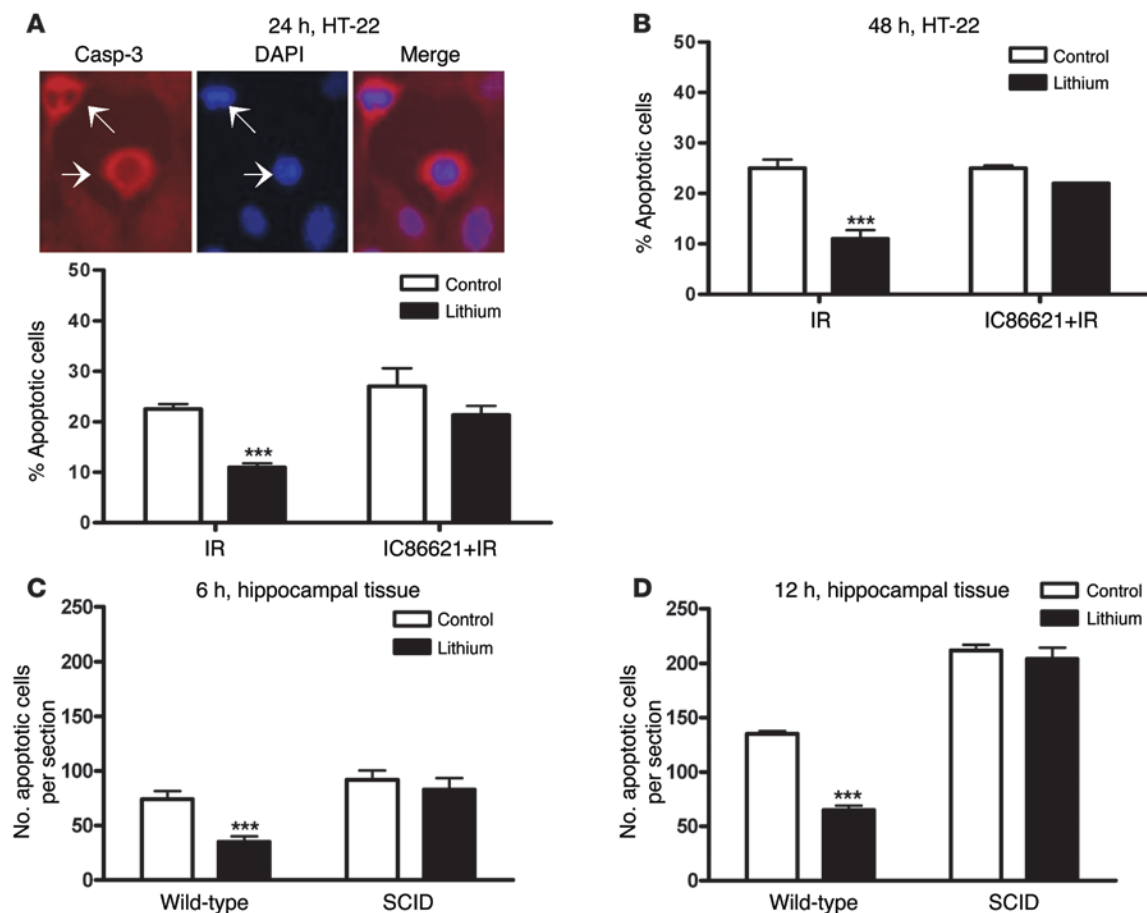 A
24 h, HT-22
Casp-3 DAPI Merge
Control
Lithium
% Apoptotic cells
50
40
30
20
10
0
***
IR IC86621+IR
B
48 h, HT-22
Control
Lithium
% Apoptotic cells
50
40
30
20
10
0
***
IR IC86621+IR
C
6 h, hippocampal tissue
Control
Lithium
No. apoptotic cells
per section
250
200
150
100
50
0
***
Wild-type SCID
D
12 h, hippocampal tissue
Control
Lithium
No. apoptotic cells
per section
250
200
150
100
50
0
***
Wild-type SCID